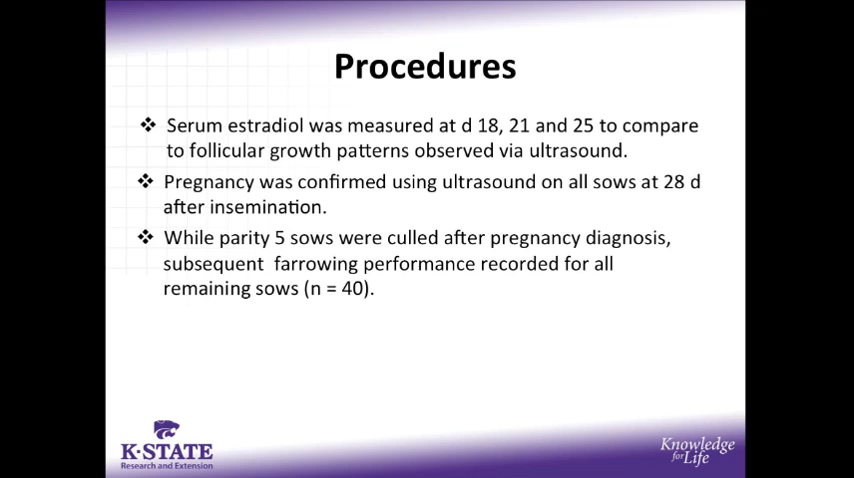 Procedures
❖ Serum estradiol was measured at d 18, 21 and 25 to compare
to follicular growth patterns observed via ultrasound.
❖ Pregnancy was confirmed using ultrasound on all sows at 28 d
after insemination.
❖ While parity 5 sows were culled after pregnancy diagnosis,
subsequent  farrowing performance recorded for all
remaining sows (n = 40).
K-STATE
Research and Extension
Knowledge
for Life